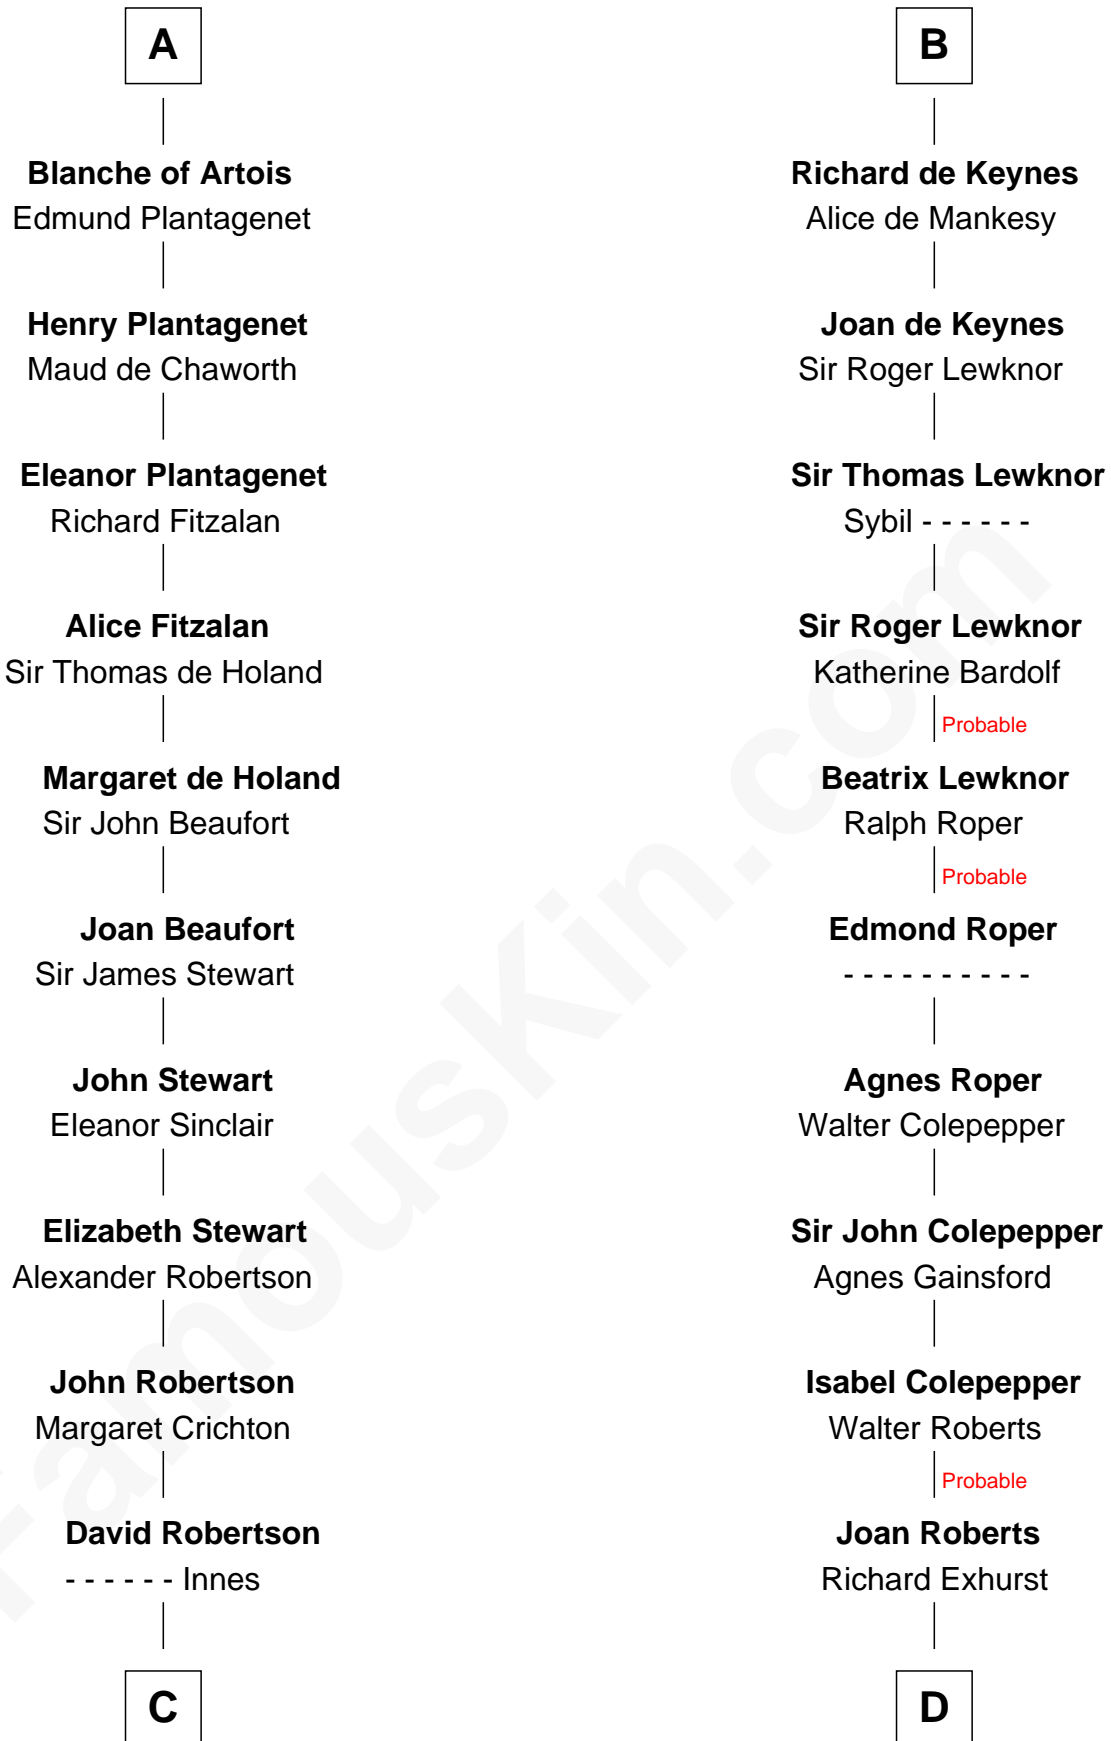 A
Blanche of Artois
Edmund Plantagenet
Henry Plantagenet
Maud de Chaworth
Eleanor Plantagenet
Richard Fitzalan
Alice Fitzalan
Sir Thomas de Holand
Margaret de Holand
Sir John Beaufort
Joan Beaufort
Sir James Stewart
John Stewart
Eleanor Sinclair
Elizabeth Stewart
Alexander Robertson
John Robertson
Margaret Crichton
David Robertson
- - - - - - Innes
C
B
Richard de Keynes
Alice de Mankesy
Joan de Keynes
Sir Roger Lewknor
Sir Thomas Lewknor
Sybil - - - - - -
Sir Roger Lewknor
Katherine Bardolf
Probable
Beatrix Lewknor
Ralph Roper
Probable
Edmond Roper
- - - - - - - - - -
Agnes Roper
Walter Colepepper
Sir John Colepepper
Agnes Gainsford
Isabel Colepepper
Walter Roberts
Probable
Joan Roberts
Richard Exhurst
D
FamousKin.com